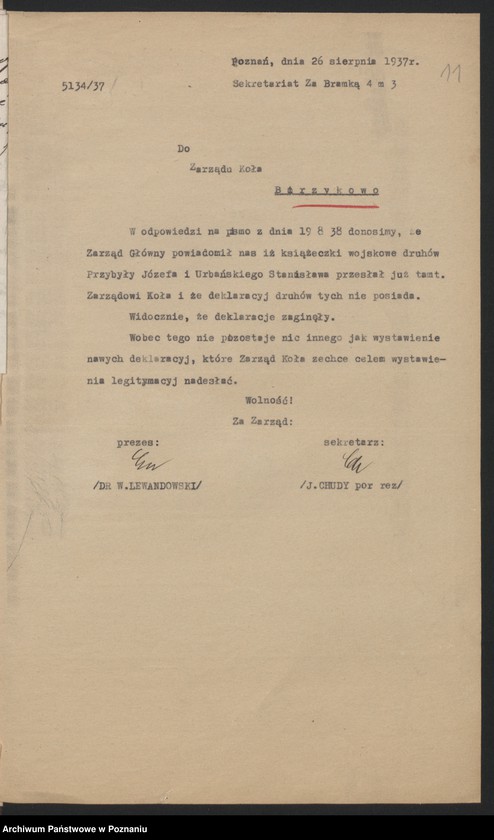 Poznań, dnia 26 sierpnia 1937r.
11
5134/37 /
Sekretariat Za Bramką 4 m 3
Do
Zarządu Koła
B a r z y k o w o
W odpowiedzi na pismo z dnia 19 8 38 donosimy, że
Zarząd Główny powiadomił nas iż książeczki wojskowe druhów
Przybyły Józefa i Urbańskiego Stanisława przesłał już tamt.
Zarządowi Koła i że deklaracyj druhów tych nie posiada.
Widocznie, że deklaracje zaginęły.
Wobec tego nie pozostaje nic innego jak wystawienie
nawych deklaracyj, które Zarząd Koła zechce celem wystawie-
nia legitymacyj nadesłać.
Wolność!
Za Zarząd:
prezes: sekretarz:
/DR W.LEWANDOWSKI/ /J.CHUDY por rez/
Archiwum Państwowe w Poznaniu